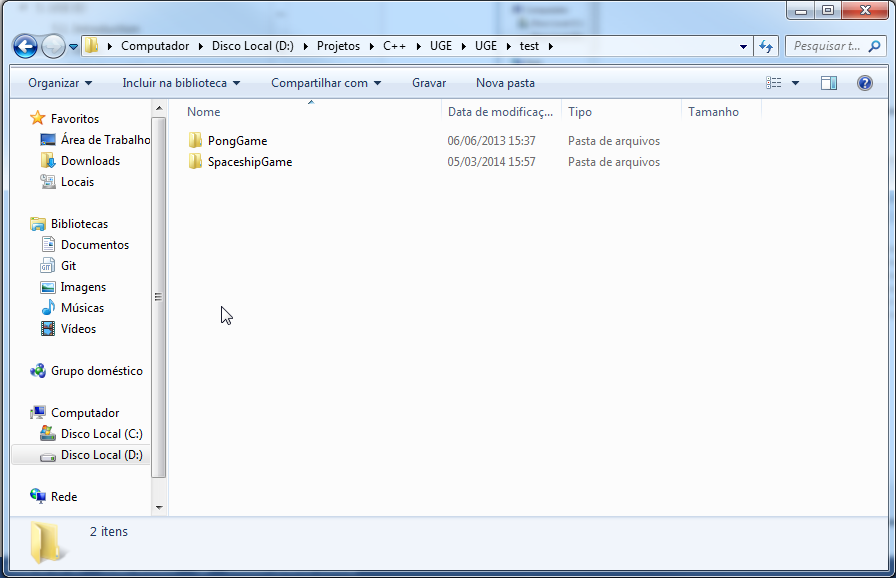 Computador Disco Local (D:) Projetos C++ UGE UGE test Pesquisar t...
Organizar Incluir na biblioteca Compartilhar com Gravar Nova pasta
Nome Data de modificaç... Tipo Tamanho
PongGame 06/06/2013 15:37 Pasta de arquivos
SpaceshipGame 05/03/2014 15:57 Pasta de arquivos
Favoritos
Área de Trabalho
Downloads
Locais
Bibliotecas
Documentos
Git
Imagens
Músicas
Vídeos
Grupo doméstico
Computador
Disco Local (C:)
Disco Local (D:)
Rede
2 itens